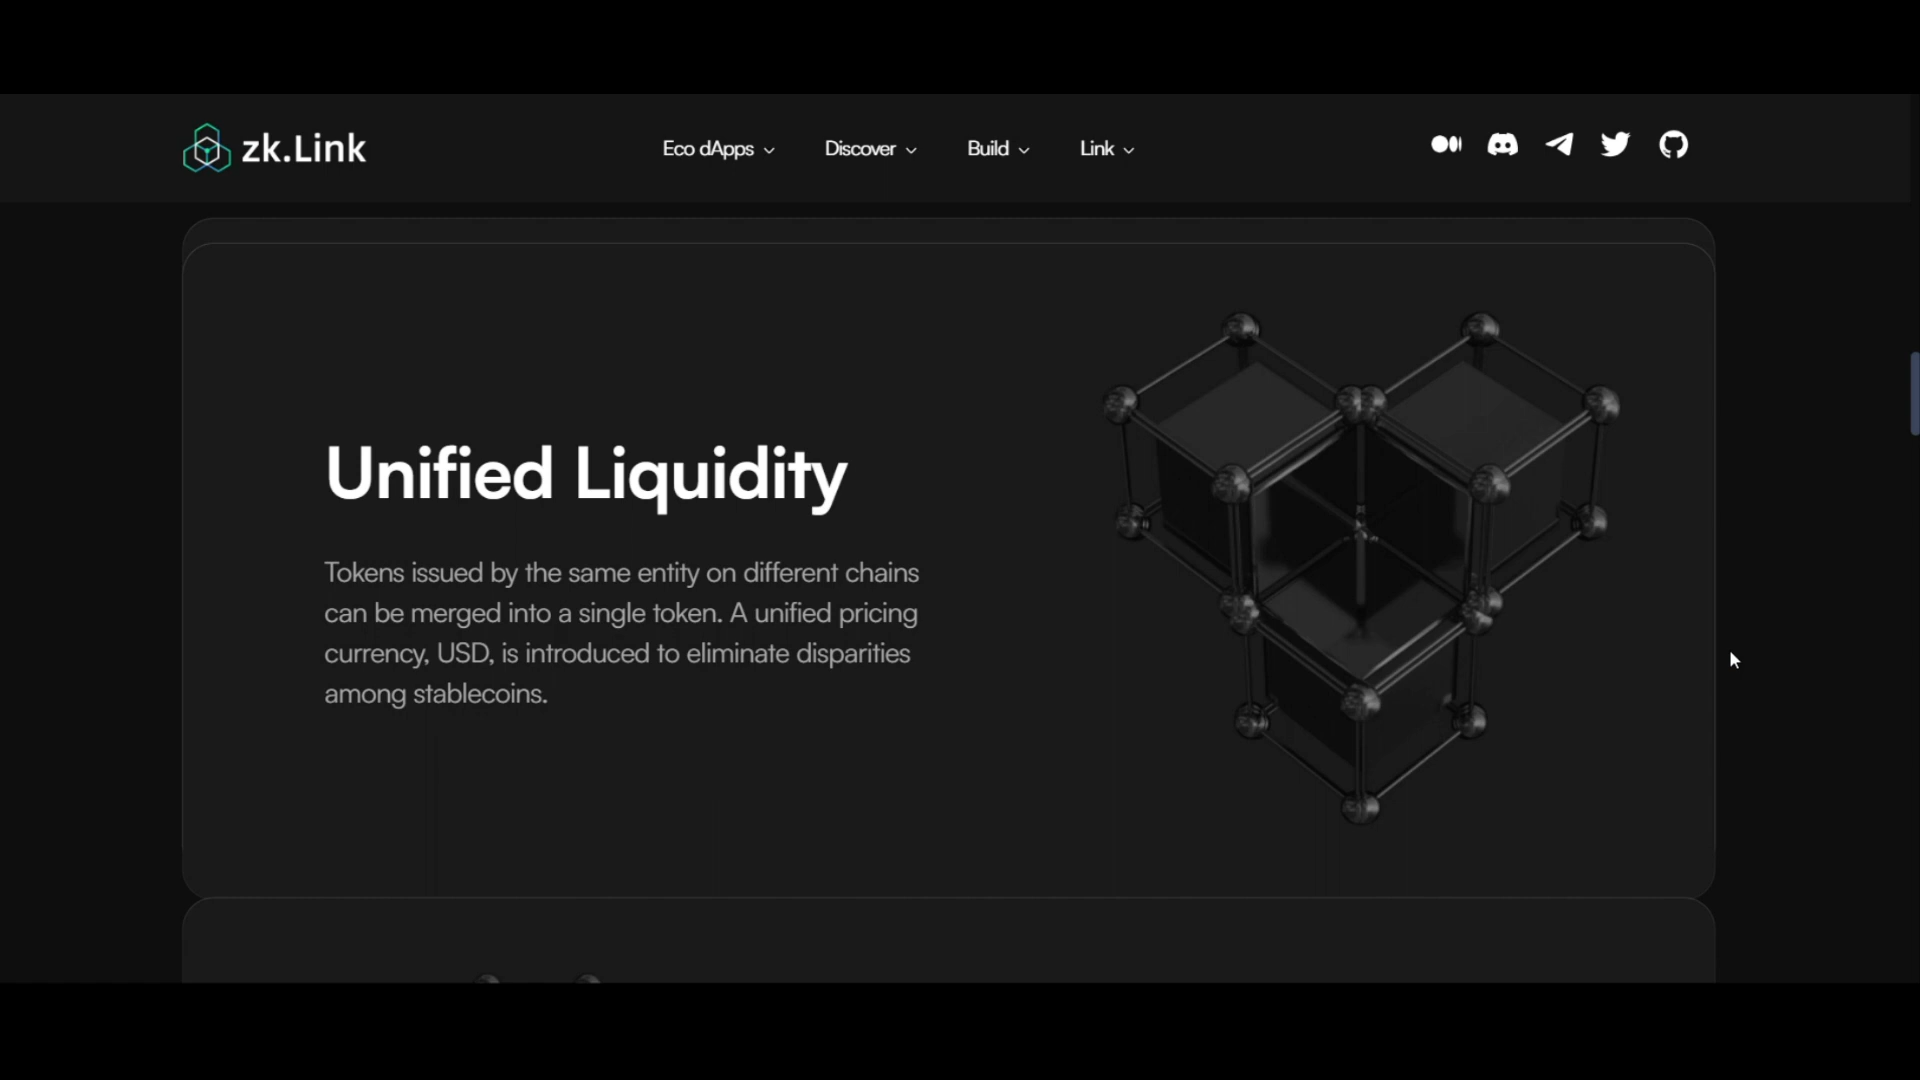 zk.Link
Eco dApps
Discover
Build
Link
Unified Liquidity
Tokens issued by the same entity on different chains
can be merged into a single token. A unified pricing
currency, USD, is introduced to eliminate disparities
among stablecoins.